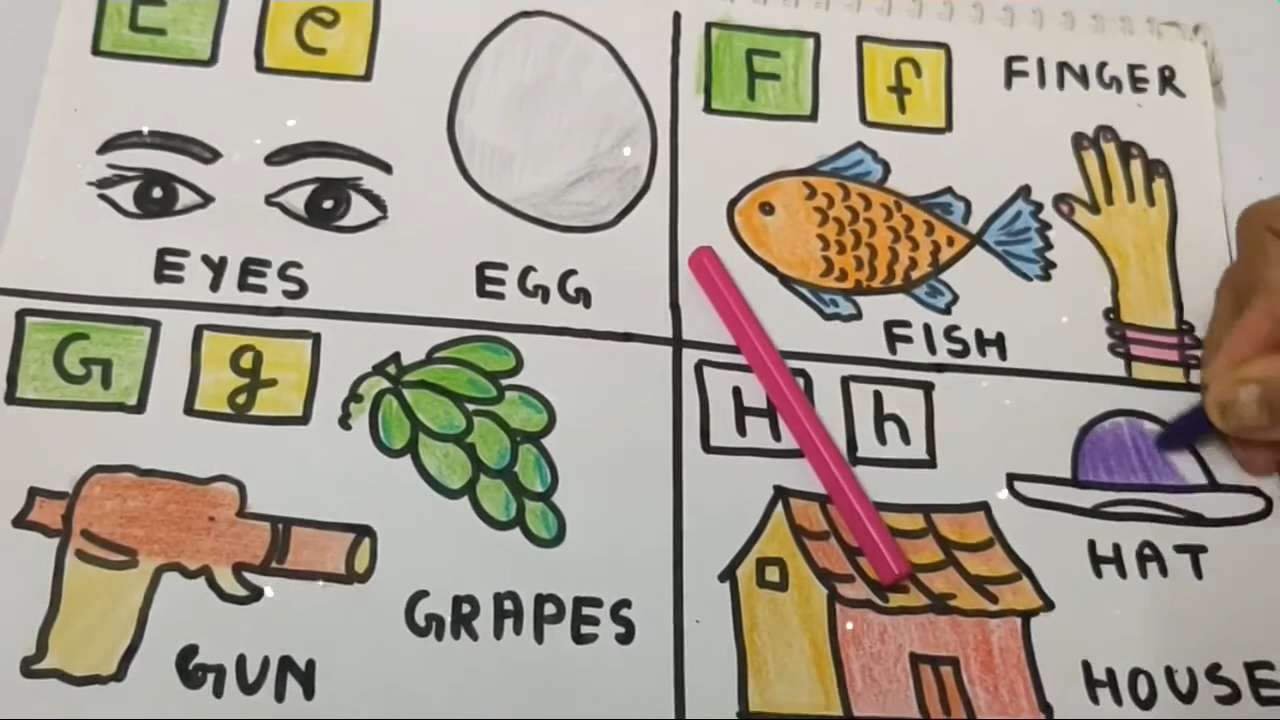 E e
EYES
EGG
F f
FINGER
FISH
G g
GRAPES
GUN
H h
HAT
HOUSE